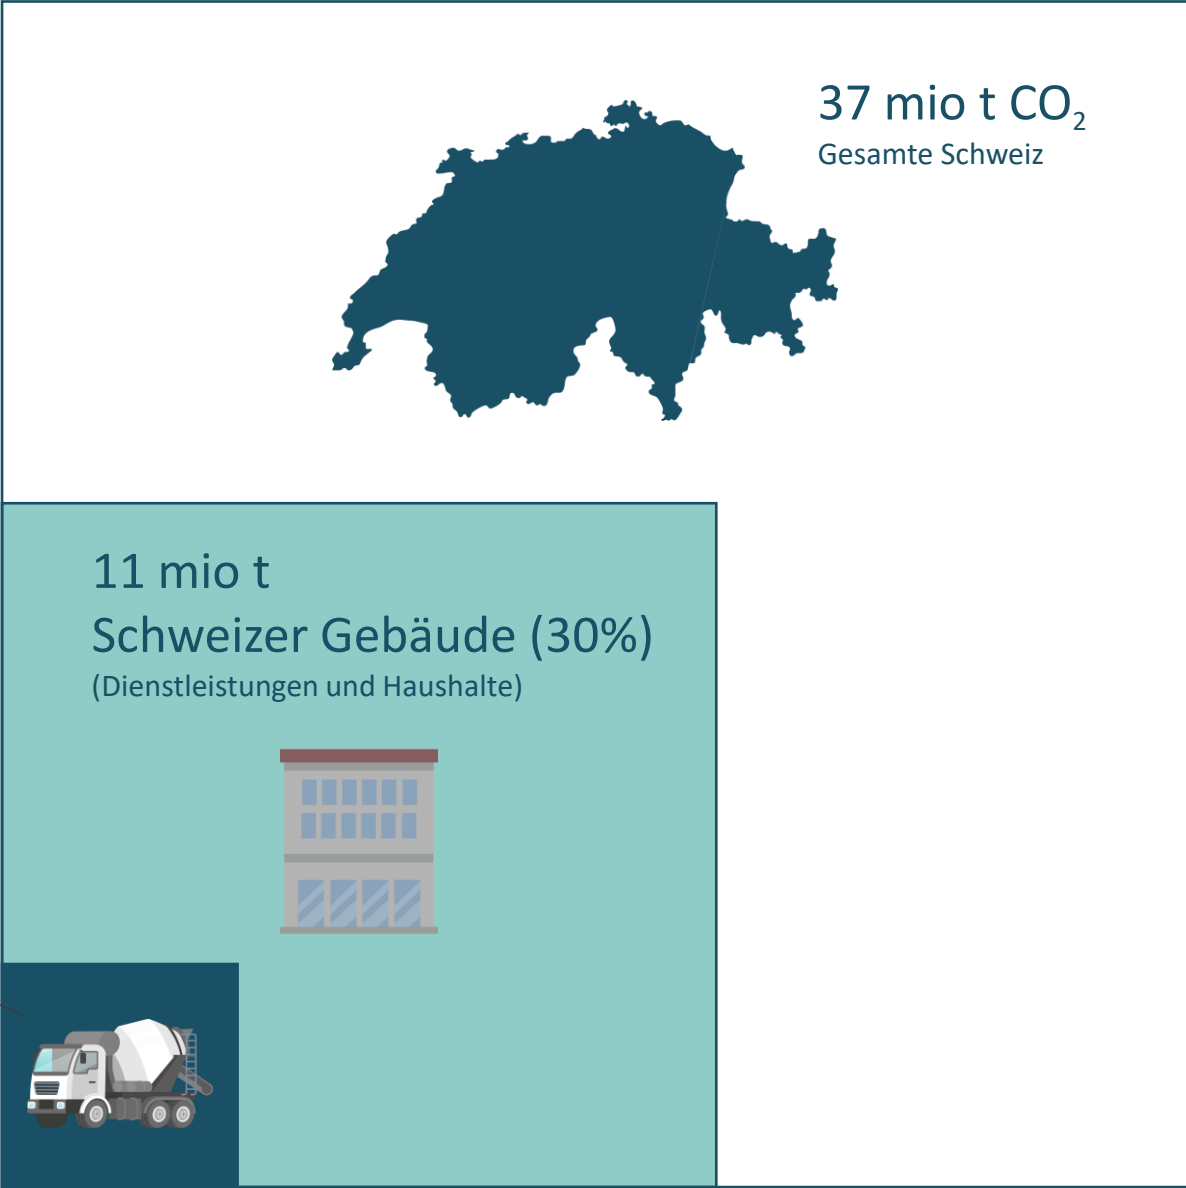 37 mio t CO₂
Gesamte Schweiz
11 mio t
Schweizer Gebäude (30%)
(Dienstleistungen und Haushalte)